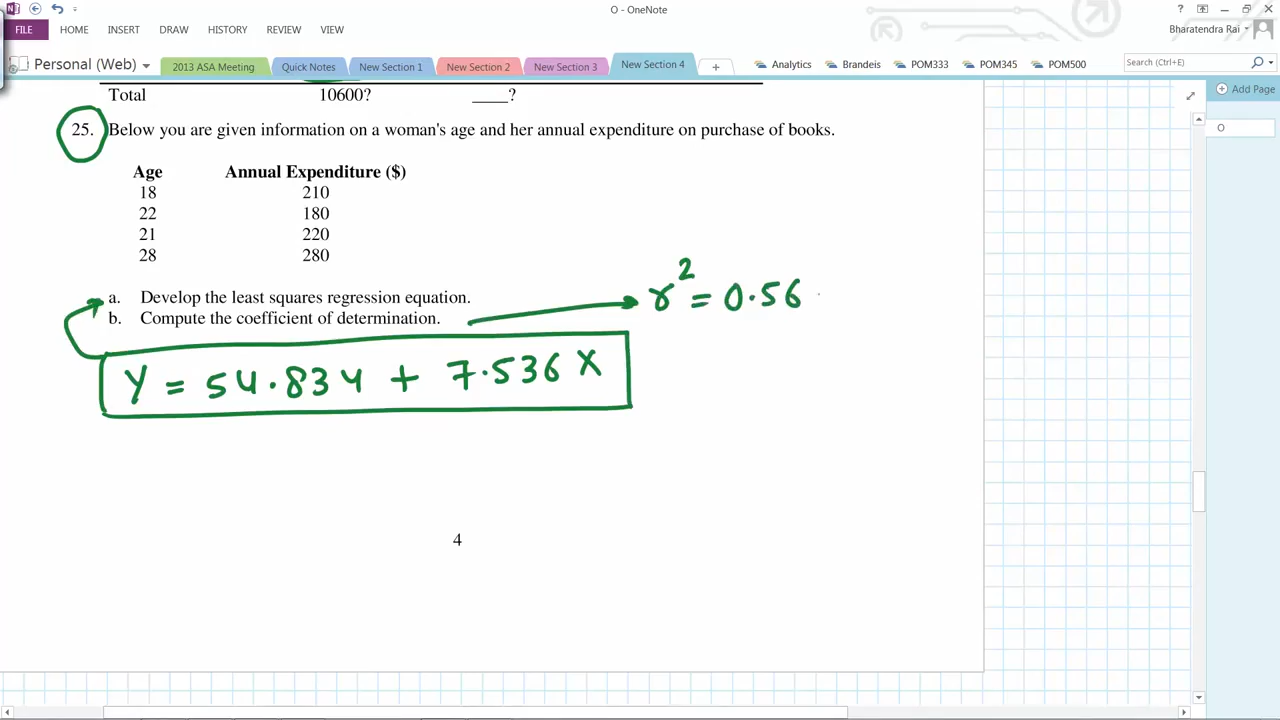 O - OneNote
?
FILE HOME INSERT DRAW HISTORY REVIEW VIEW
Bharatendra Rai
Personal (Web) 2013 ASA Meeting Quick Notes New Section 1 New Section 2 New Section 3 New Section 4 + Analytics Brandeis POM333 POM345 POM500 Search (Ctrl+E)
Total 10600? ____?
Add Page
O
25. Below you are given information on a woman's age and her annual expenditure on purchase of books.
Age Annual Expenditure ($)
18 210
22 180
21 220
28 280
a. Develop the least squares regression equation.
b. Compute the coefficient of determination.
r² = 0.56
Y = 54.834 + 7.536 X
4